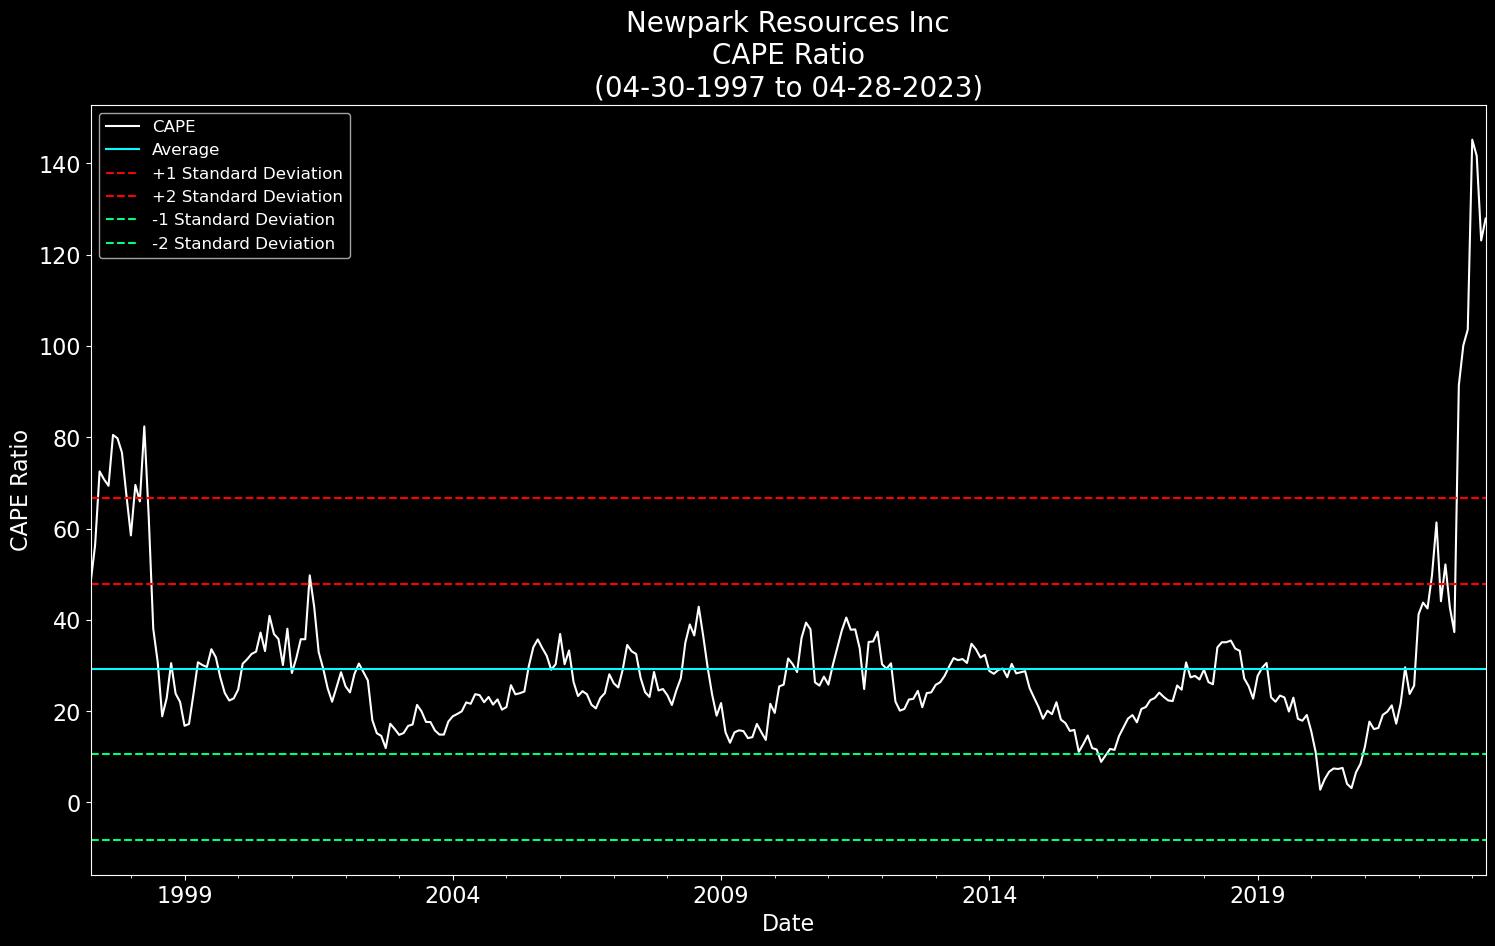 Newpark Resources Inc
CAPE Ratio
(04-30-1997 to 04-28-2023)
CAPE
Average
+1 Standard Deviation
+2 Standard Deviation
-1 Standard Deviation
-2 Standard Deviation
CAPE Ratio
140
120
100
80
60
40
20
0
1999 2004 2009 2014 2019
Date